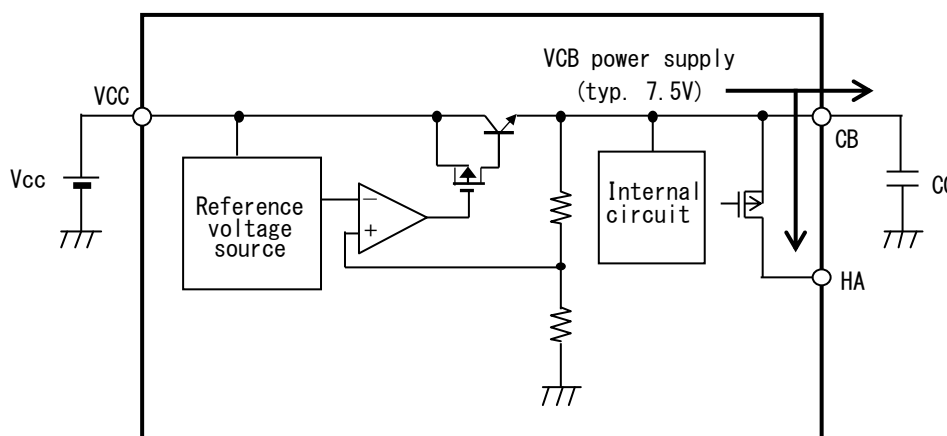 VCB power supply
(typ. 7.5V)
VCC
CB
Vcc
Reference
voltage
source
−
+
Internal
circuit
HA